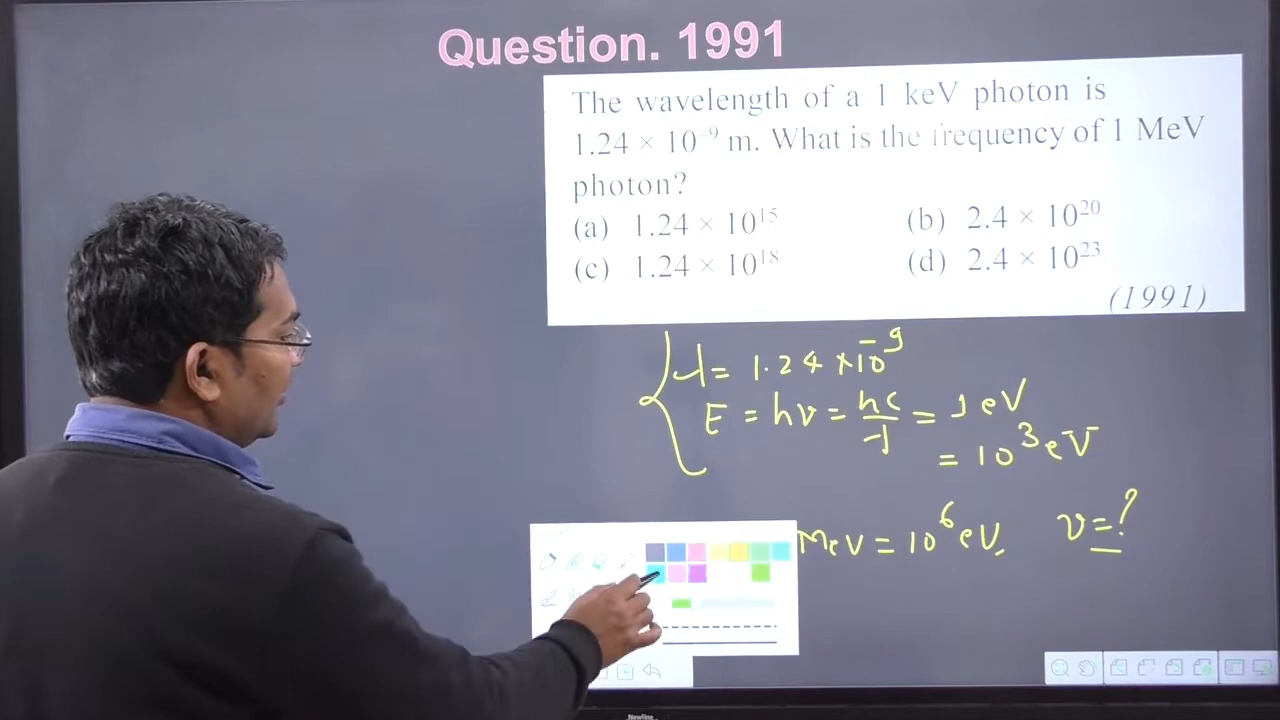 Question. 1991
The wavelength of a 1 keV photon is
1.24 × 10⁻⁹ m. What is the frequency of 1 MeV
photon?
(a) 1.24 × 10¹⁵ (b) 2.4 × 10²⁰
(c) 1.24 × 10¹⁸ (d) 2.4 × 10²³
(1991)
λ = 1.24 × 10⁻⁹
E = hν = hc/λ = 1 eV
= 10³ eV
MeV = 10⁶ eV, ν = ?
Newline